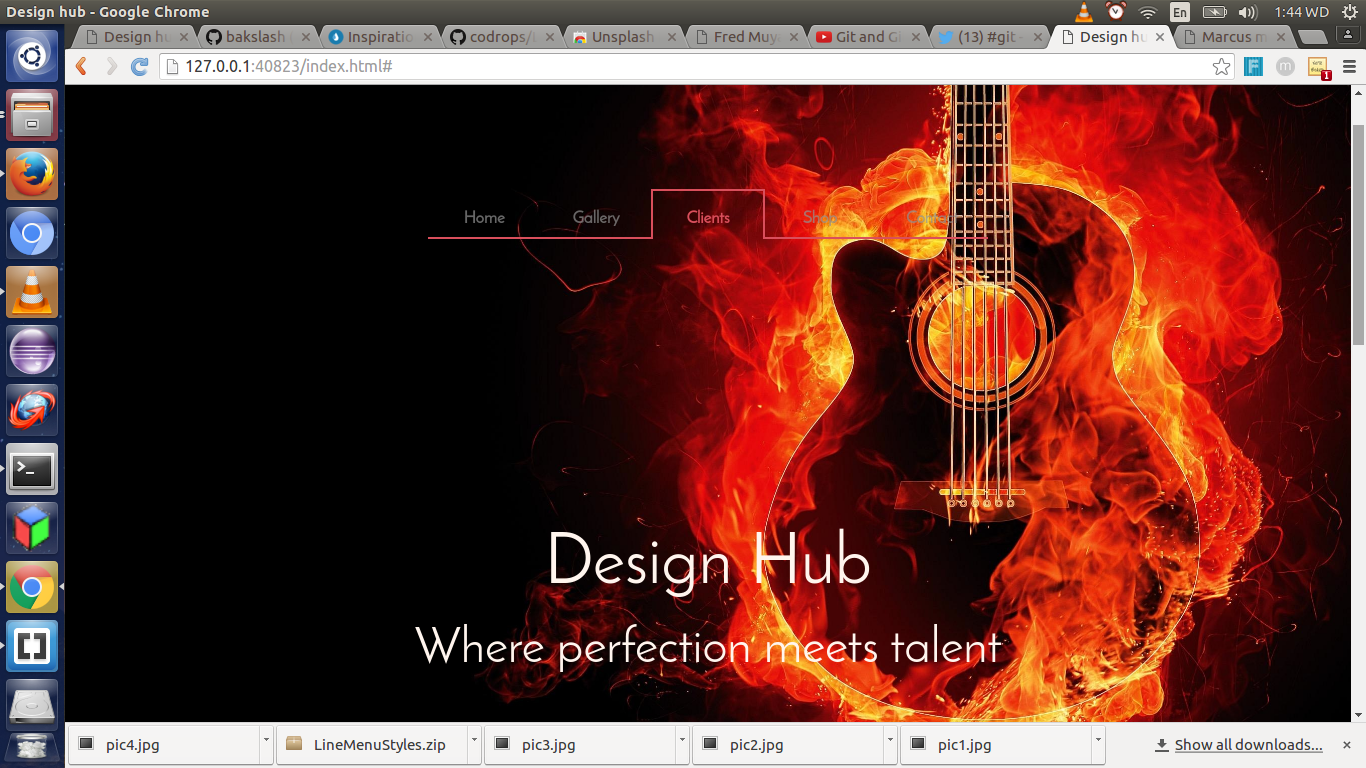 Design hub - Google Chrome
En
1:44 WD
Design hu
bakslash
Inspiratio
codrops/L
Unsplash
Fred Muya
Git and Gi
(13) #git -
Design hu
Marcus m
127.0.0.1:40823/index.html#
Home
Gallery
Clients
Shop
Contact
Design Hub
Where perfection meets talent
pic4.jpg
LineMenuStyles.zip
pic3.jpg
pic2.jpg
pic1.jpg
Show all downloads...